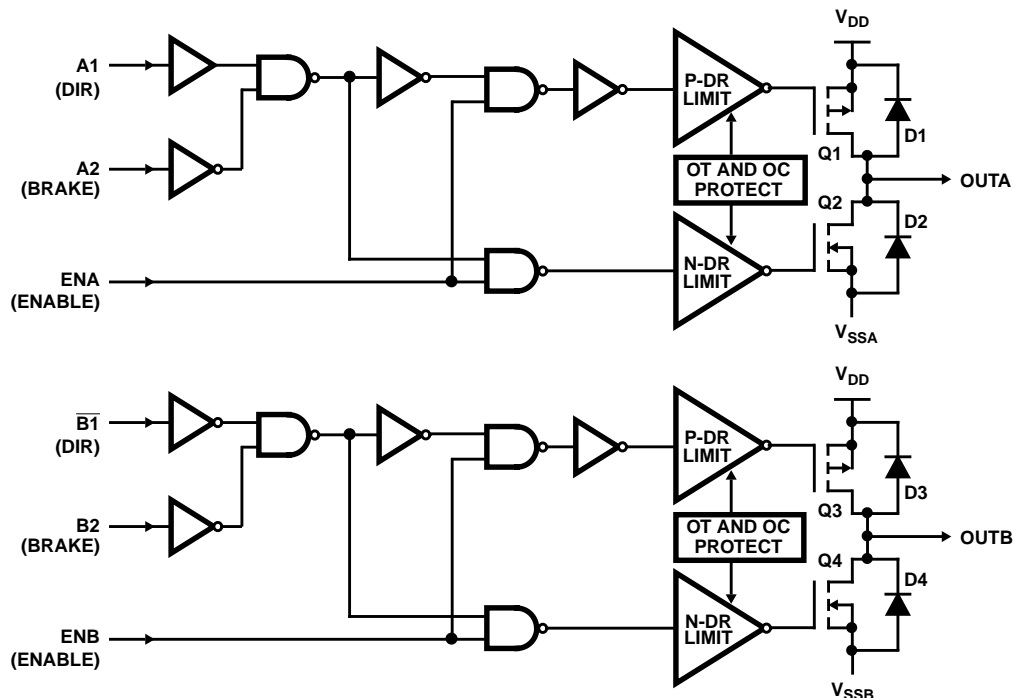 V_DD
A1
(DIR)
P-DR
LIMIT
D1
Q1
A2
(BRAKE)
OT AND OC
PROTECT
OUTA
Q2
D2
ENA
(ENABLE)
N-DR
LIMIT
V_SSA
V_DD
B̅1̅
(DIR)
P-DR
LIMIT
D3
Q3
B2
(BRAKE)
OT AND OC
PROTECT
OUTB
Q4
D4
ENB
(ENABLE)
N-DR
LIMIT
V_SSB